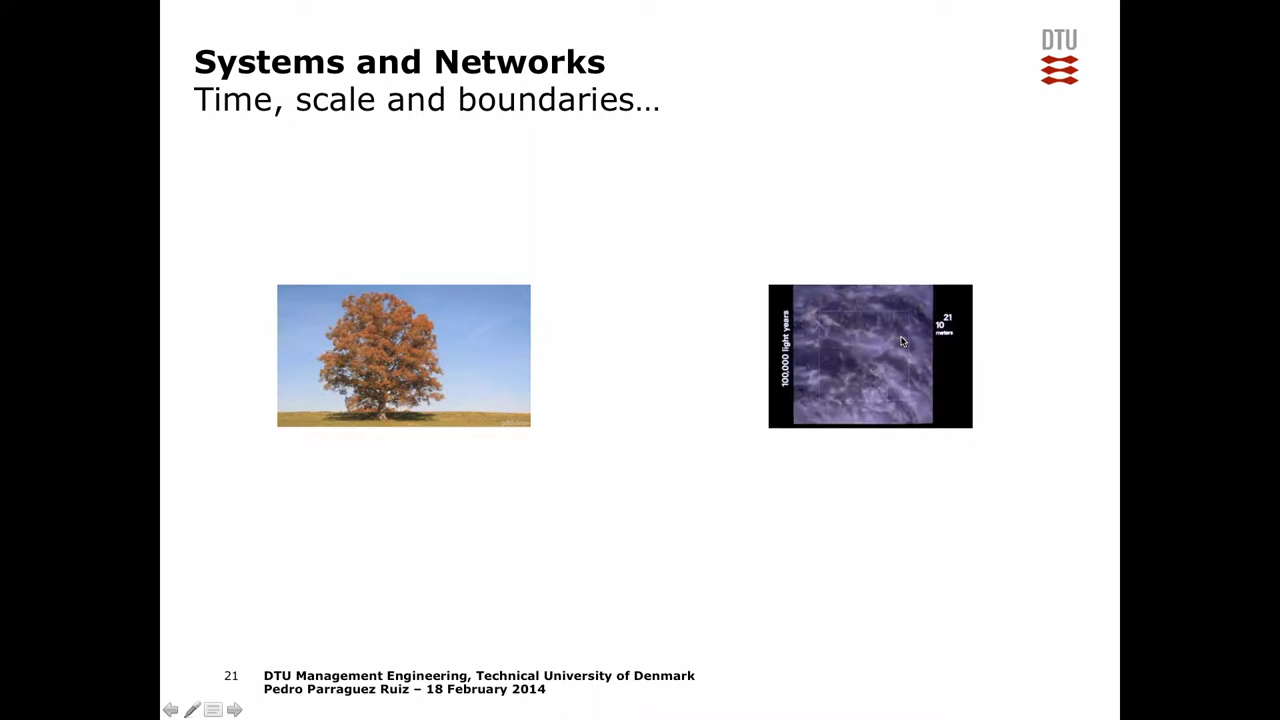 Systems and Networks
Time, scale and boundaries…
DTU
100,000 light years
10 21
meters
21
DTU Management Engineering, Technical University of Denmark
Pedro Parraguez Ruiz – 18 February 2014